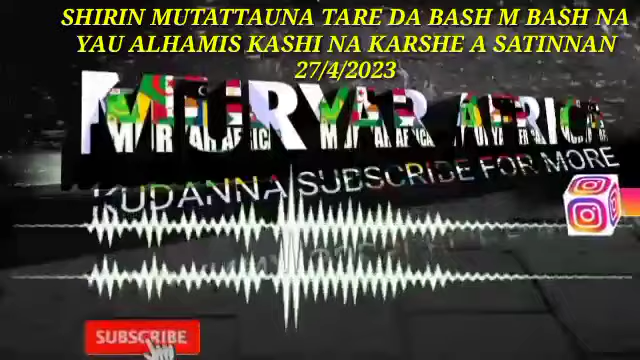 SHIRIN MUTATTAUNA TARE DA BASH M BASH NA
YAU ALHAMIS KASHI NA KARSHE A SATINNAN
27/4/2023
MURYAR AFRICA
KUDANNA SUBSCRIBE FOR MORE
SUBSCRIBE